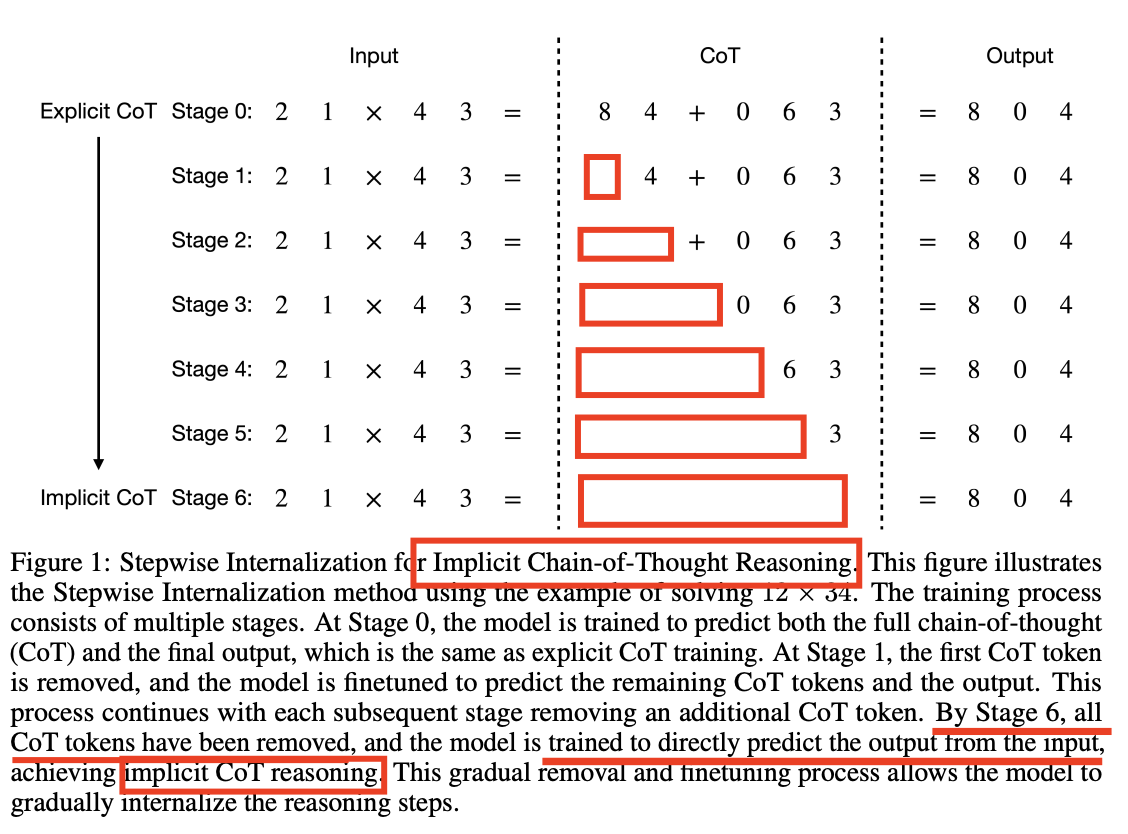 Input CoT Output
Explicit CoT Stage 0: 2 1 × 4 3 = 8 4 + 0 6 3 = 8 0 4
Stage 1: 2 1 × 4 3 = 4 + 0 6 3 = 8 0 4
Stage 2: 2 1 × 4 3 = + 0 6 3 = 8 0 4
Stage 3: 2 1 × 4 3 = 0 6 3 = 8 0 4
Stage 4: 2 1 × 4 3 = 6 3 = 8 0 4
Stage 5: 2 1 × 4 3 = 3 = 8 0 4
Implicit CoT Stage 6: 2 1 × 4 3 = = 8 0 4
Figure 1: Stepwise Internalization for Implicit Chain-of-Thought Reasoning. This figure illustrates
the Stepwise Internalization method using the example of solving 12 × 34. The training process
consists of multiple stages. At Stage 0, the model is trained to predict both the full chain-of-thought
(CoT) and the final output, which is the same as explicit CoT training. At Stage 1, the first CoT token
is removed, and the model is finetuned to predict the remaining CoT tokens and the output. This
process continues with each subsequent stage removing an additional CoT token. By Stage 6, all
CoT tokens have been removed, and the model is trained to directly predict the output from the input,
achieving implicit CoT reasoning. This gradual removal and finetuning process allows the model to
gradually internalize the reasoning steps.